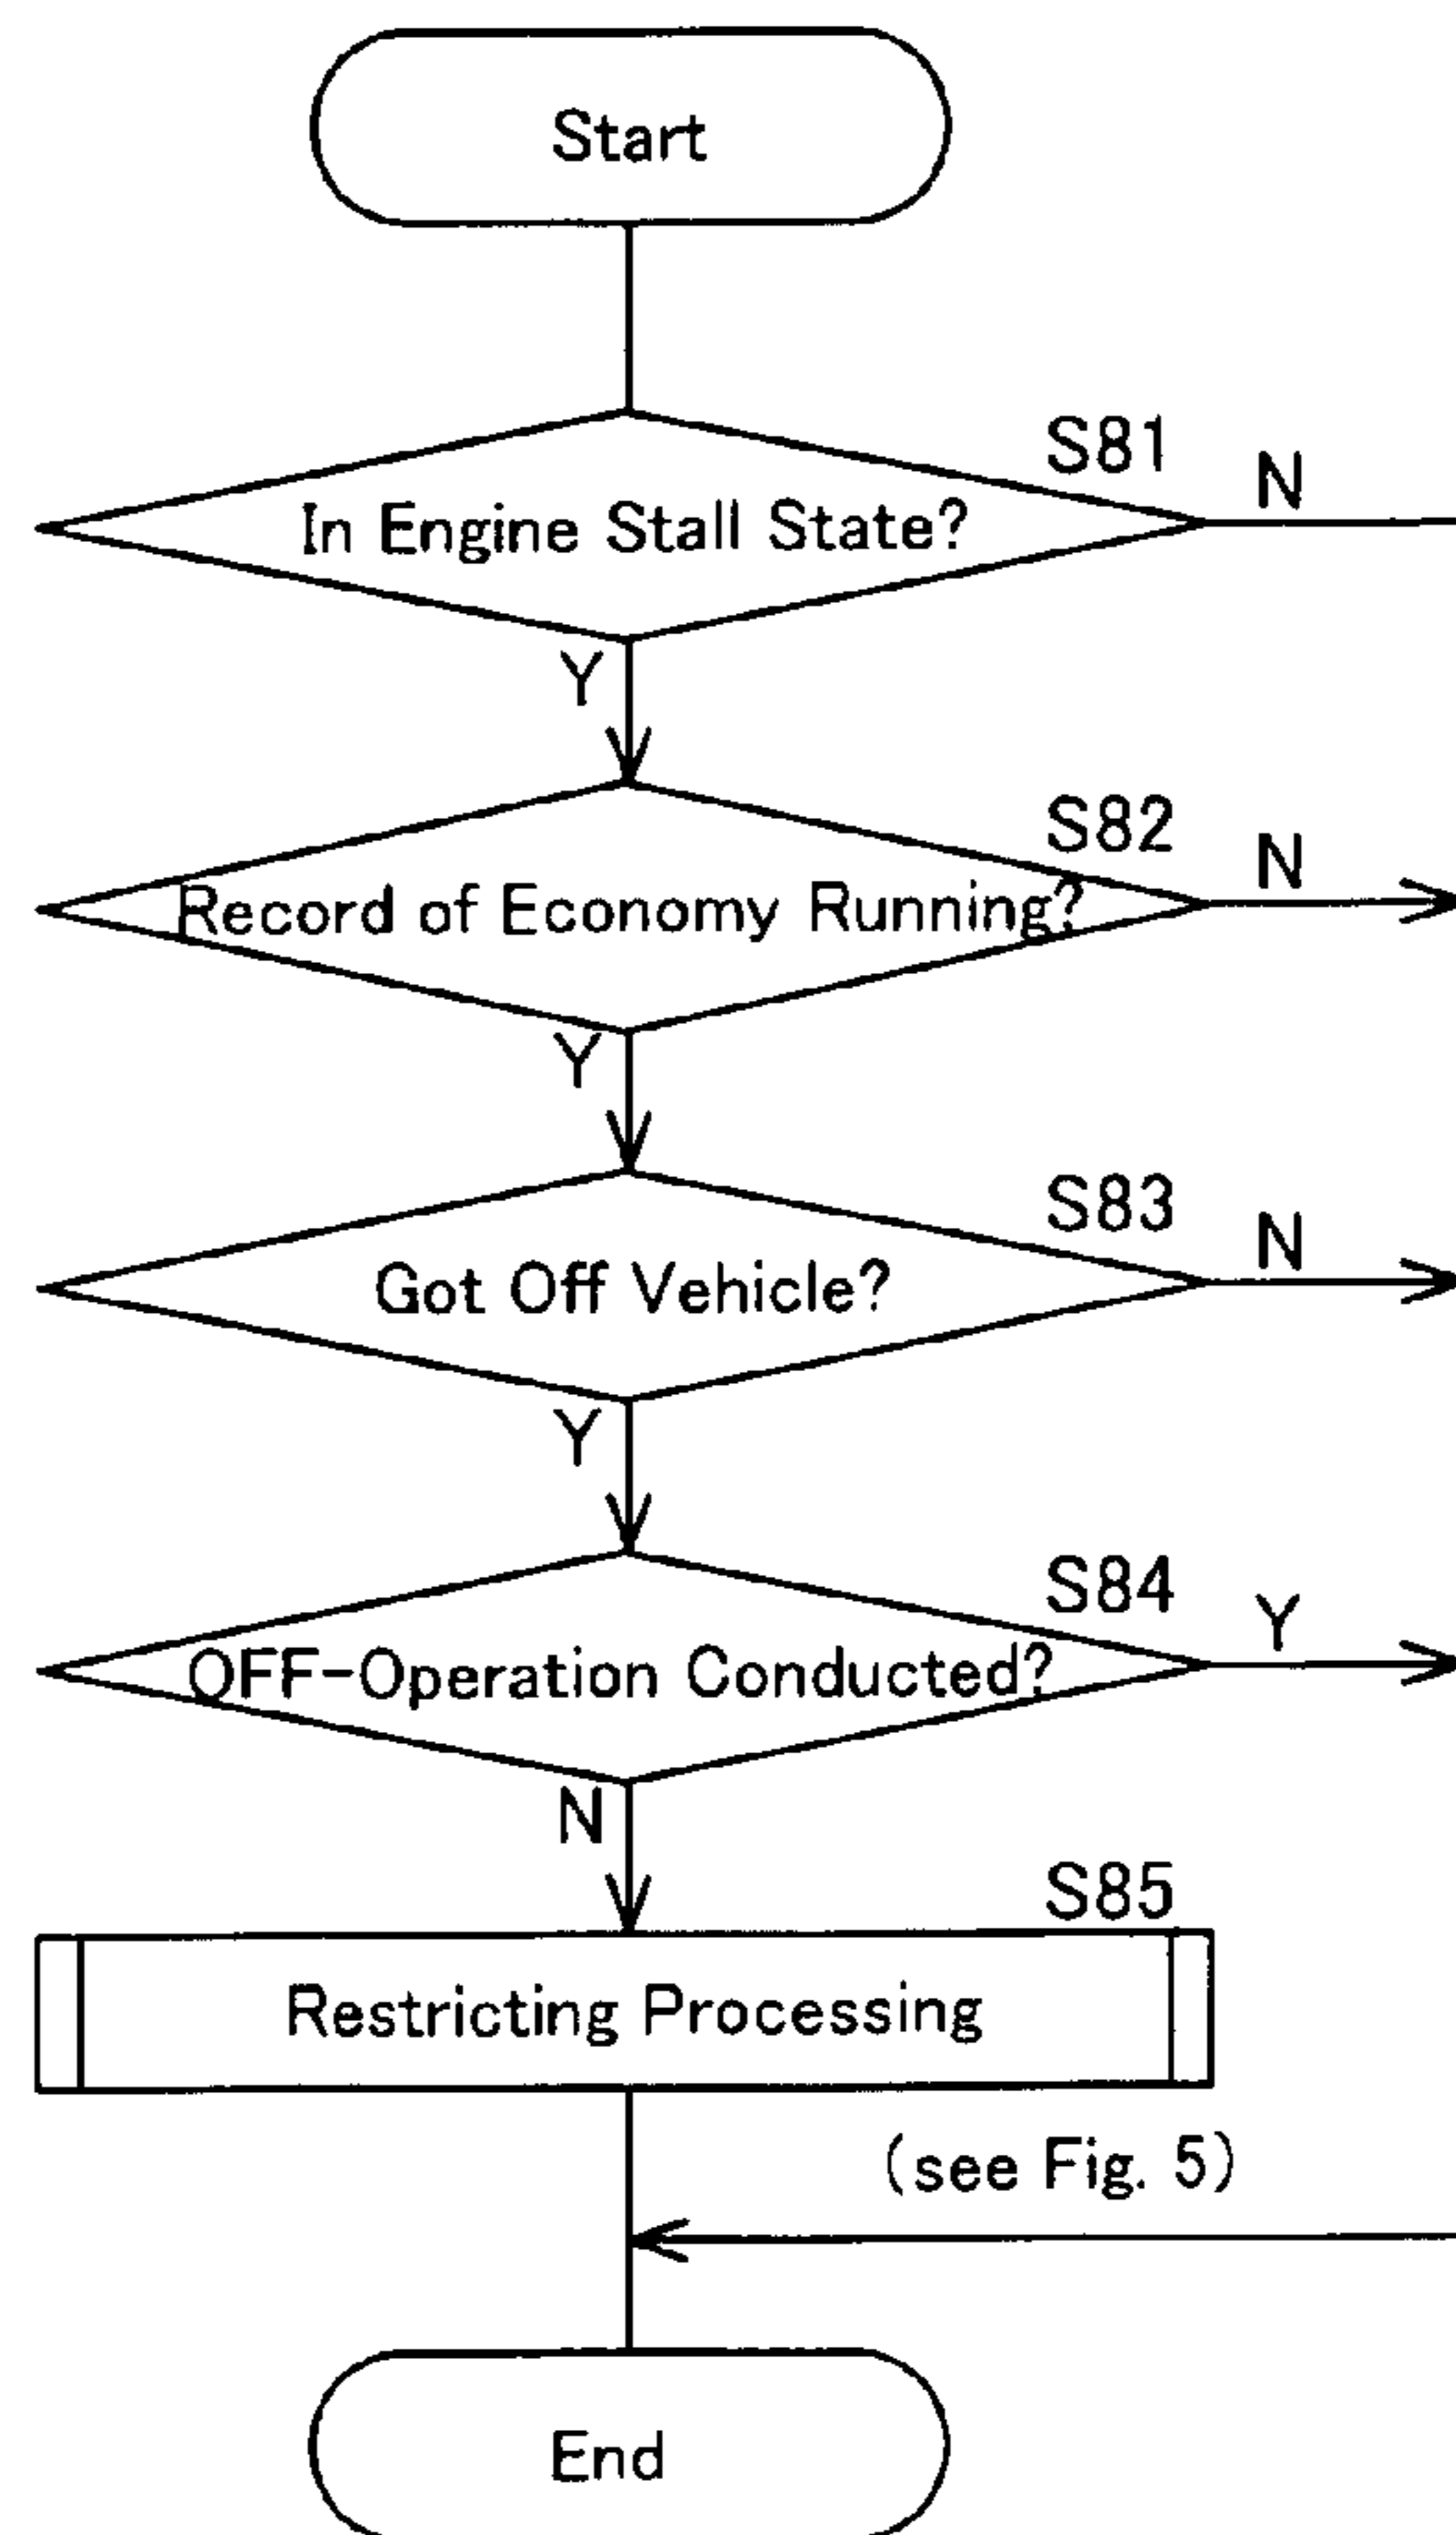 Start
S81
N
In Engine Stall State?
Y
S82
N
Record of Economy Running?
Y
S83
N
Got Off Vehicle?
Y
S84
Y
OFF-Operation Conducted?
N
S85
Restricting Processing
(see Fig. 5)
End